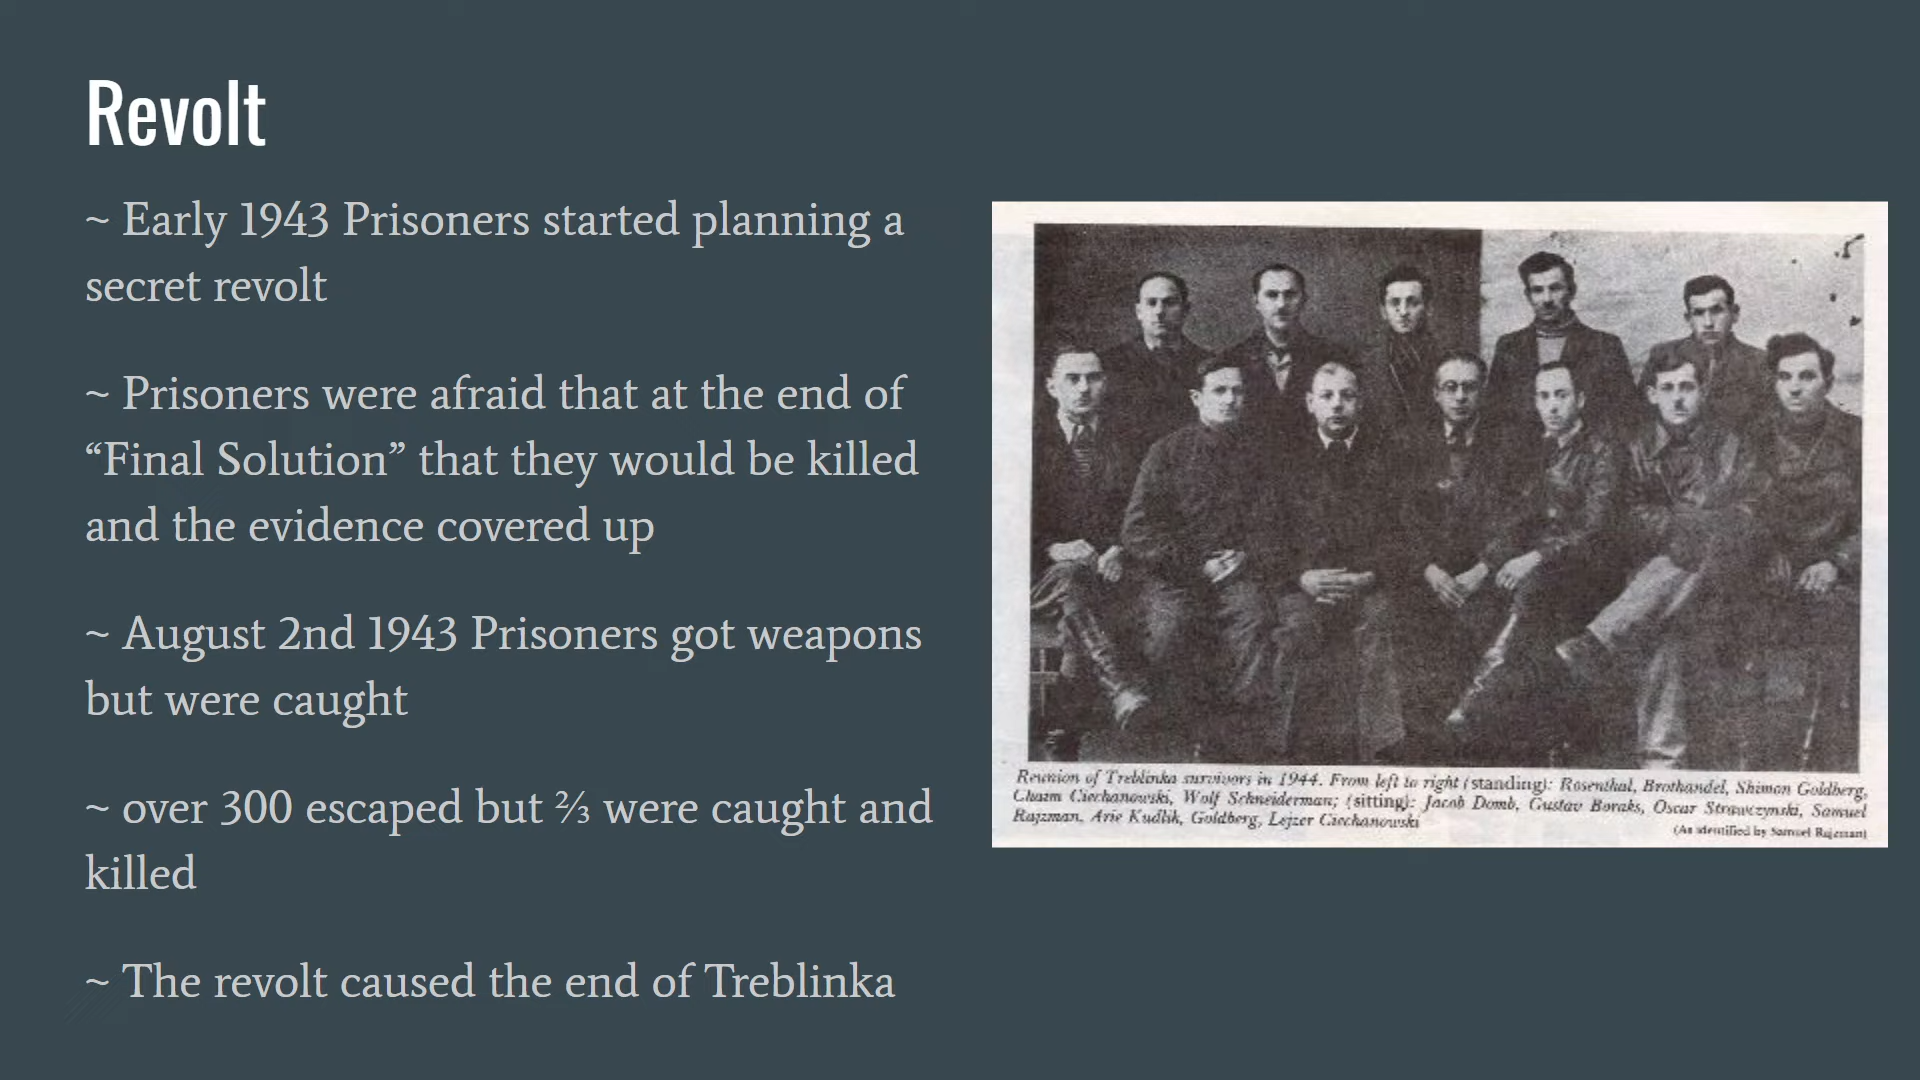 Revolt
~ Early 1943 Prisoners started planning a
secret revolt
~ Prisoners were afraid that at the end of
“Final Solution” that they would be killed
and the evidence covered up
~ August 2nd 1943 Prisoners got weapons
but were caught
~ over 300 escaped but ⅔ were caught and
killed
~ The revolt caused the end of Treblinka
Reunion of Treblinka survivors in 1944. From left to right (standing): Rosenthal, Brothandel, Shimon Goldberg,
Chaim Ciechanowski, Wolf Schneiderman; (sitting): Jacob Domb, Gustav Boraks, Oscar Strawczynski, Samuel
Rajzman, Arie Kudlik, Goldberg, Lejzer Ciechanowski
(As identified by Samuel Rajzman)